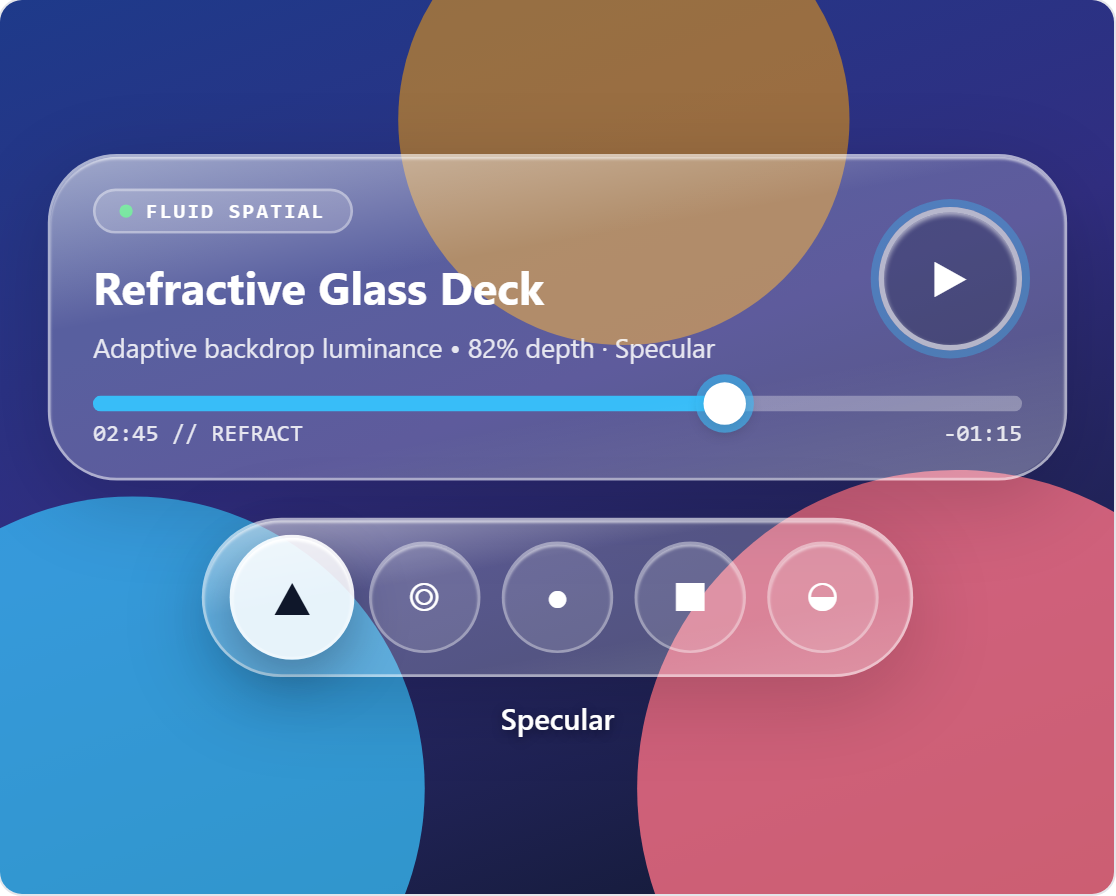 FLUID SPATIAL
Refractive Glass Deck
Adaptive backdrop luminance • 82% depth · Specular
02:45 // REFRACT
-01:15
Specular